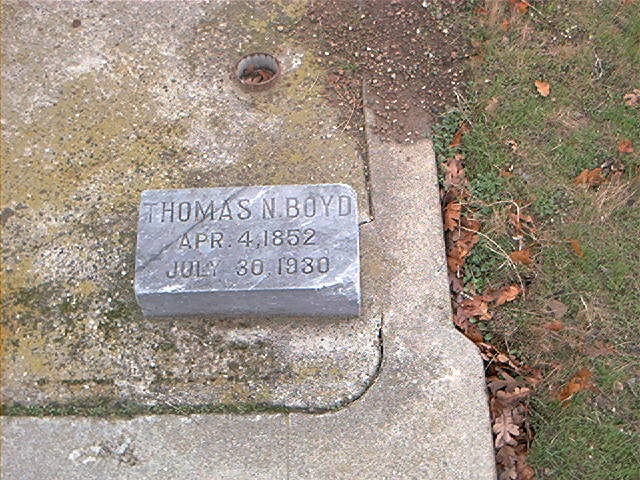 THOMAS N. BOYD
APR. 4, 1852
JULY 30, 1930